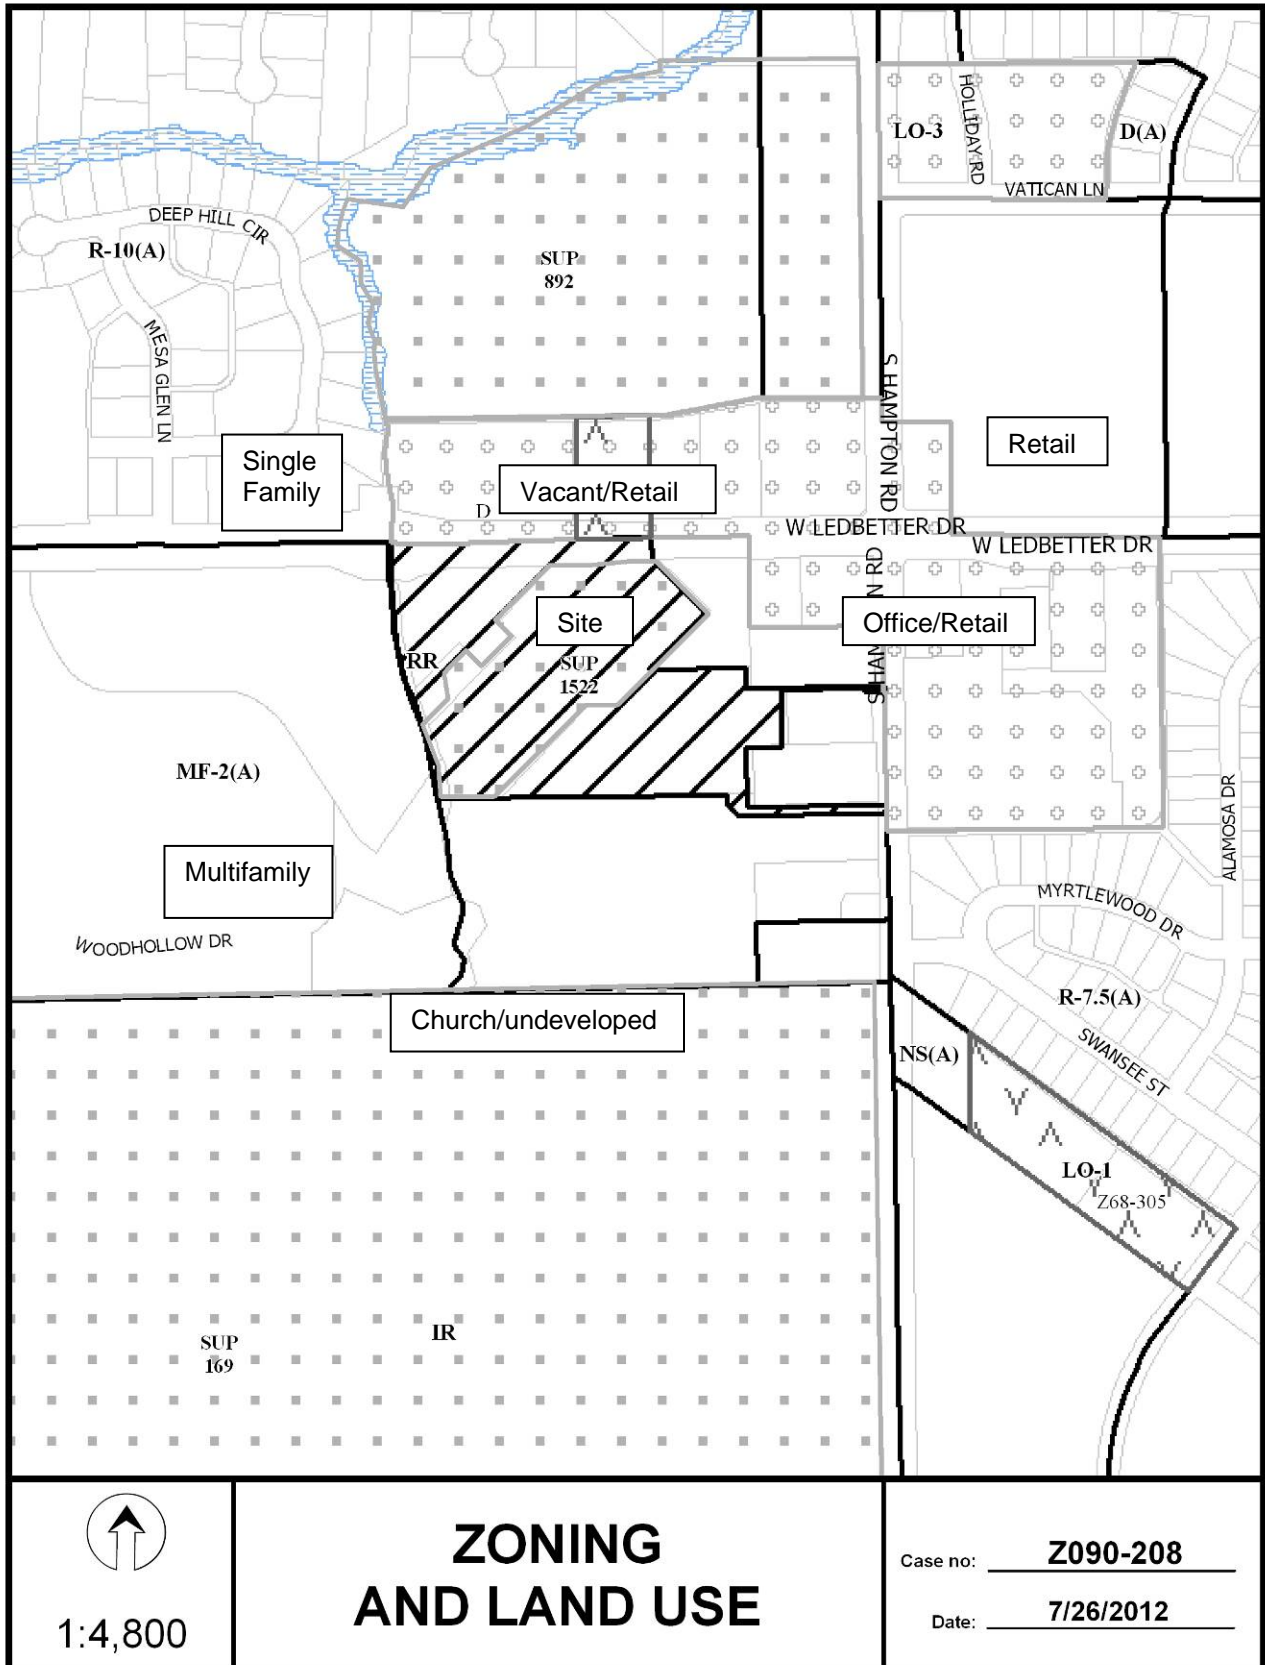 HOLLIDAY RD
LO-3
D(A)
VATICAN LN
DEEP HILL CIR
R-10(A)
SUP
892
MESA GLEN LN
S HAMPTON RD
Single
Family
Retail
Vacant/Retail
D
W LEDBETTER DR
W LEDBETTER DR
Site
Office/Retail
RR
SUP
1522
MF-2(A)
ALAMOSA DR
Multifamily
MYRTLEWOOD DR
WOODHOLLOW DR
R-7.5(A)
Church/undeveloped
SWANSEE ST
NS(A)
LO-1
Z68-305
IR
SUP
169
1:4,800
ZONING
AND LAND USE
Case no: Z090-208
Date: 7/26/2012